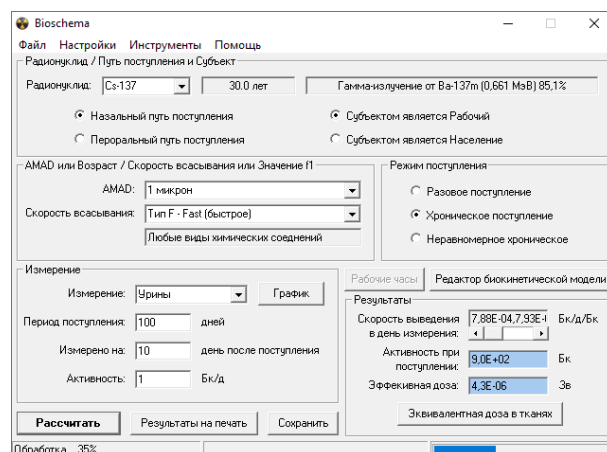 Bioschema
Файл Настройки Инструменты Помощь
Радионуклид / Путь поступления и Субъект
Радионуклид: Cs-137 30.0 лет Гамма-излучение от Ba-137m (0,661 МэВ) 85,1%
Назальный путь поступления Субъектом является Рабочий
Пероральный путь поступления Субъектом является Население
AMAD или Возраст / Скорость всасывания или Значение f1 Режим поступления
AMAD: 1 микрон Разовое поступление
Скорость всасывания: Тип F - Fast (быстрое) Хроническое поступление
Любые виды химических соединений Неравномерное хроническое
Измерение Рабочие часы Редактор биокинетической модели
Измерение: Урины График Результаты
Период поступления: 100 дней Скорость выведения 7,88E-04,7,93E-( Бк/д/Бк
в день измерения:
Измерено на: 10 день после поступления Активность при
поступлении: 9,0E+02 Бк
Активность: 1 Бк/д Эффекивная доза: 4,3E-06 Зв
Рассчитать Результаты на печать Сохранить Эквивалентная доза в тканях
Обработка 35%